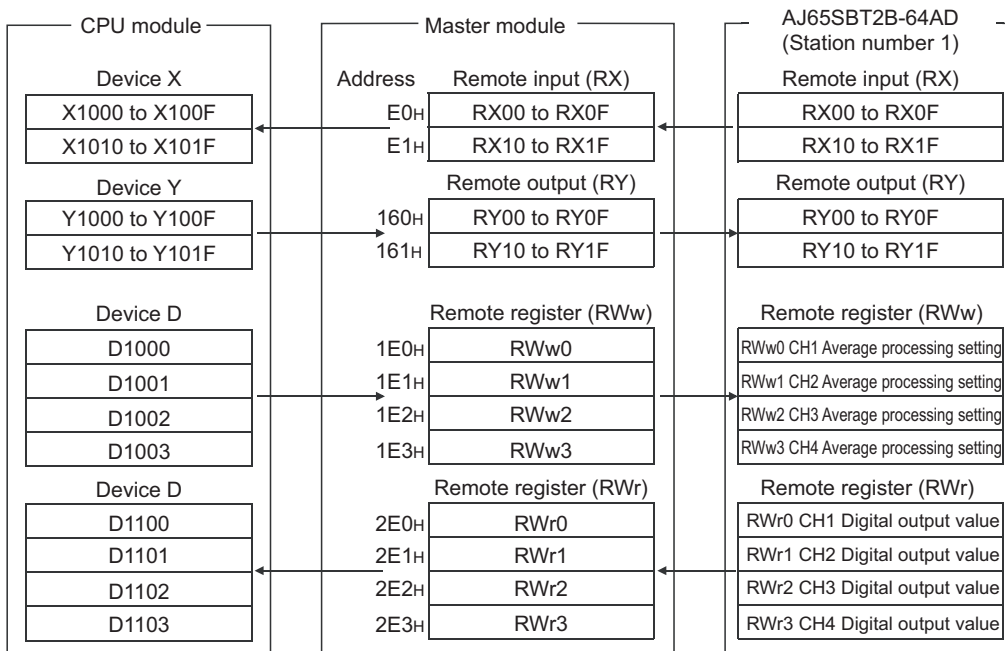 CPU module
Master module
AJ65SBT2B-64AD
(Station number 1)
Device X
Address
Remote input (RX)
Remote input (RX)
X1000 to X100F
E0H
RX00 to RX0F
RX00 to RX0F
X1010 to X101F
E1H
RX10 to RX1F
RX10 to RX1F
Device Y
Remote output (RY)
Remote output (RY)
Y1000 to Y100F
160H
RY00 to RY0F
RY00 to RY0F
Y1010 to Y101F
161H
RY10 to RY1F
RY10 to RY1F
Device D
Remote register (RWw)
Remote register (RWw)
D1000
1E0H
RWw0
RWw0 CH1 Average processing setting
D1001
1E1H
RWw1
RWw1 CH2 Average processing setting
D1002
1E2H
RWw2
RWw2 CH3 Average processing setting
D1003
1E3H
RWw3
RWw3 CH4 Average processing setting
Device D
Remote register (RWr)
Remote register (RWr)
D1100
2E0H
RWr0
RWr0 CH1 Digital output value
D1101
2E1H
RWr1
RWr1 CH2 Digital output value
D1102
2E2H
RWr2
RWr2 CH3 Digital output value
D1103
2E3H
RWr3
RWr3 CH4 Digital output value